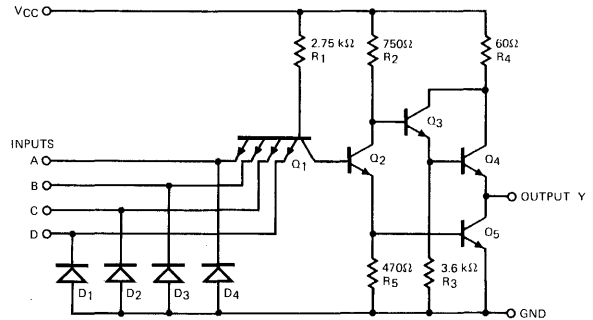 VCC
2.75 kΩ
R1
750Ω
R2
60Ω
R4
Q3
INPUTS
A
Q1
Q2
Q4
B
OUTPUT Y
C
Q5
D
D1
D2
D3
D4
470Ω
R5
3.6 kΩ
R3
GND